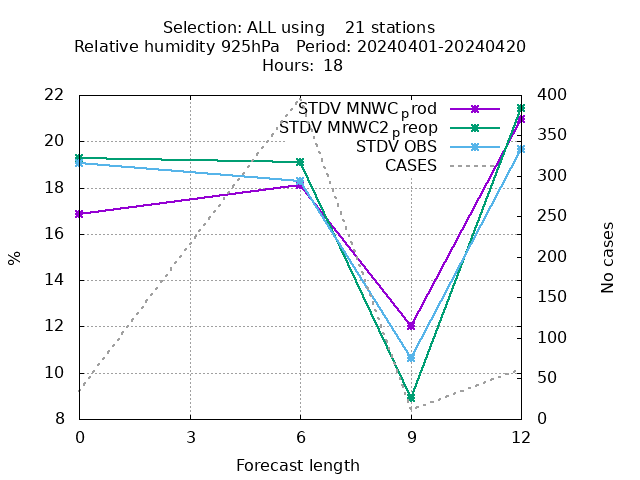 Selection: ALL using    21 stations
Relative humidity 925hPa   Period: 20240401-20240420
Hours: 18
STDV MNWC_prod
STDV MNWC2_preop
STDV OBS
CASES
22
20
18
16
14
12
10
8
400
350
300
250
200
150
100
50
0
%
No cases
0 3 6 9 12
Forecast length